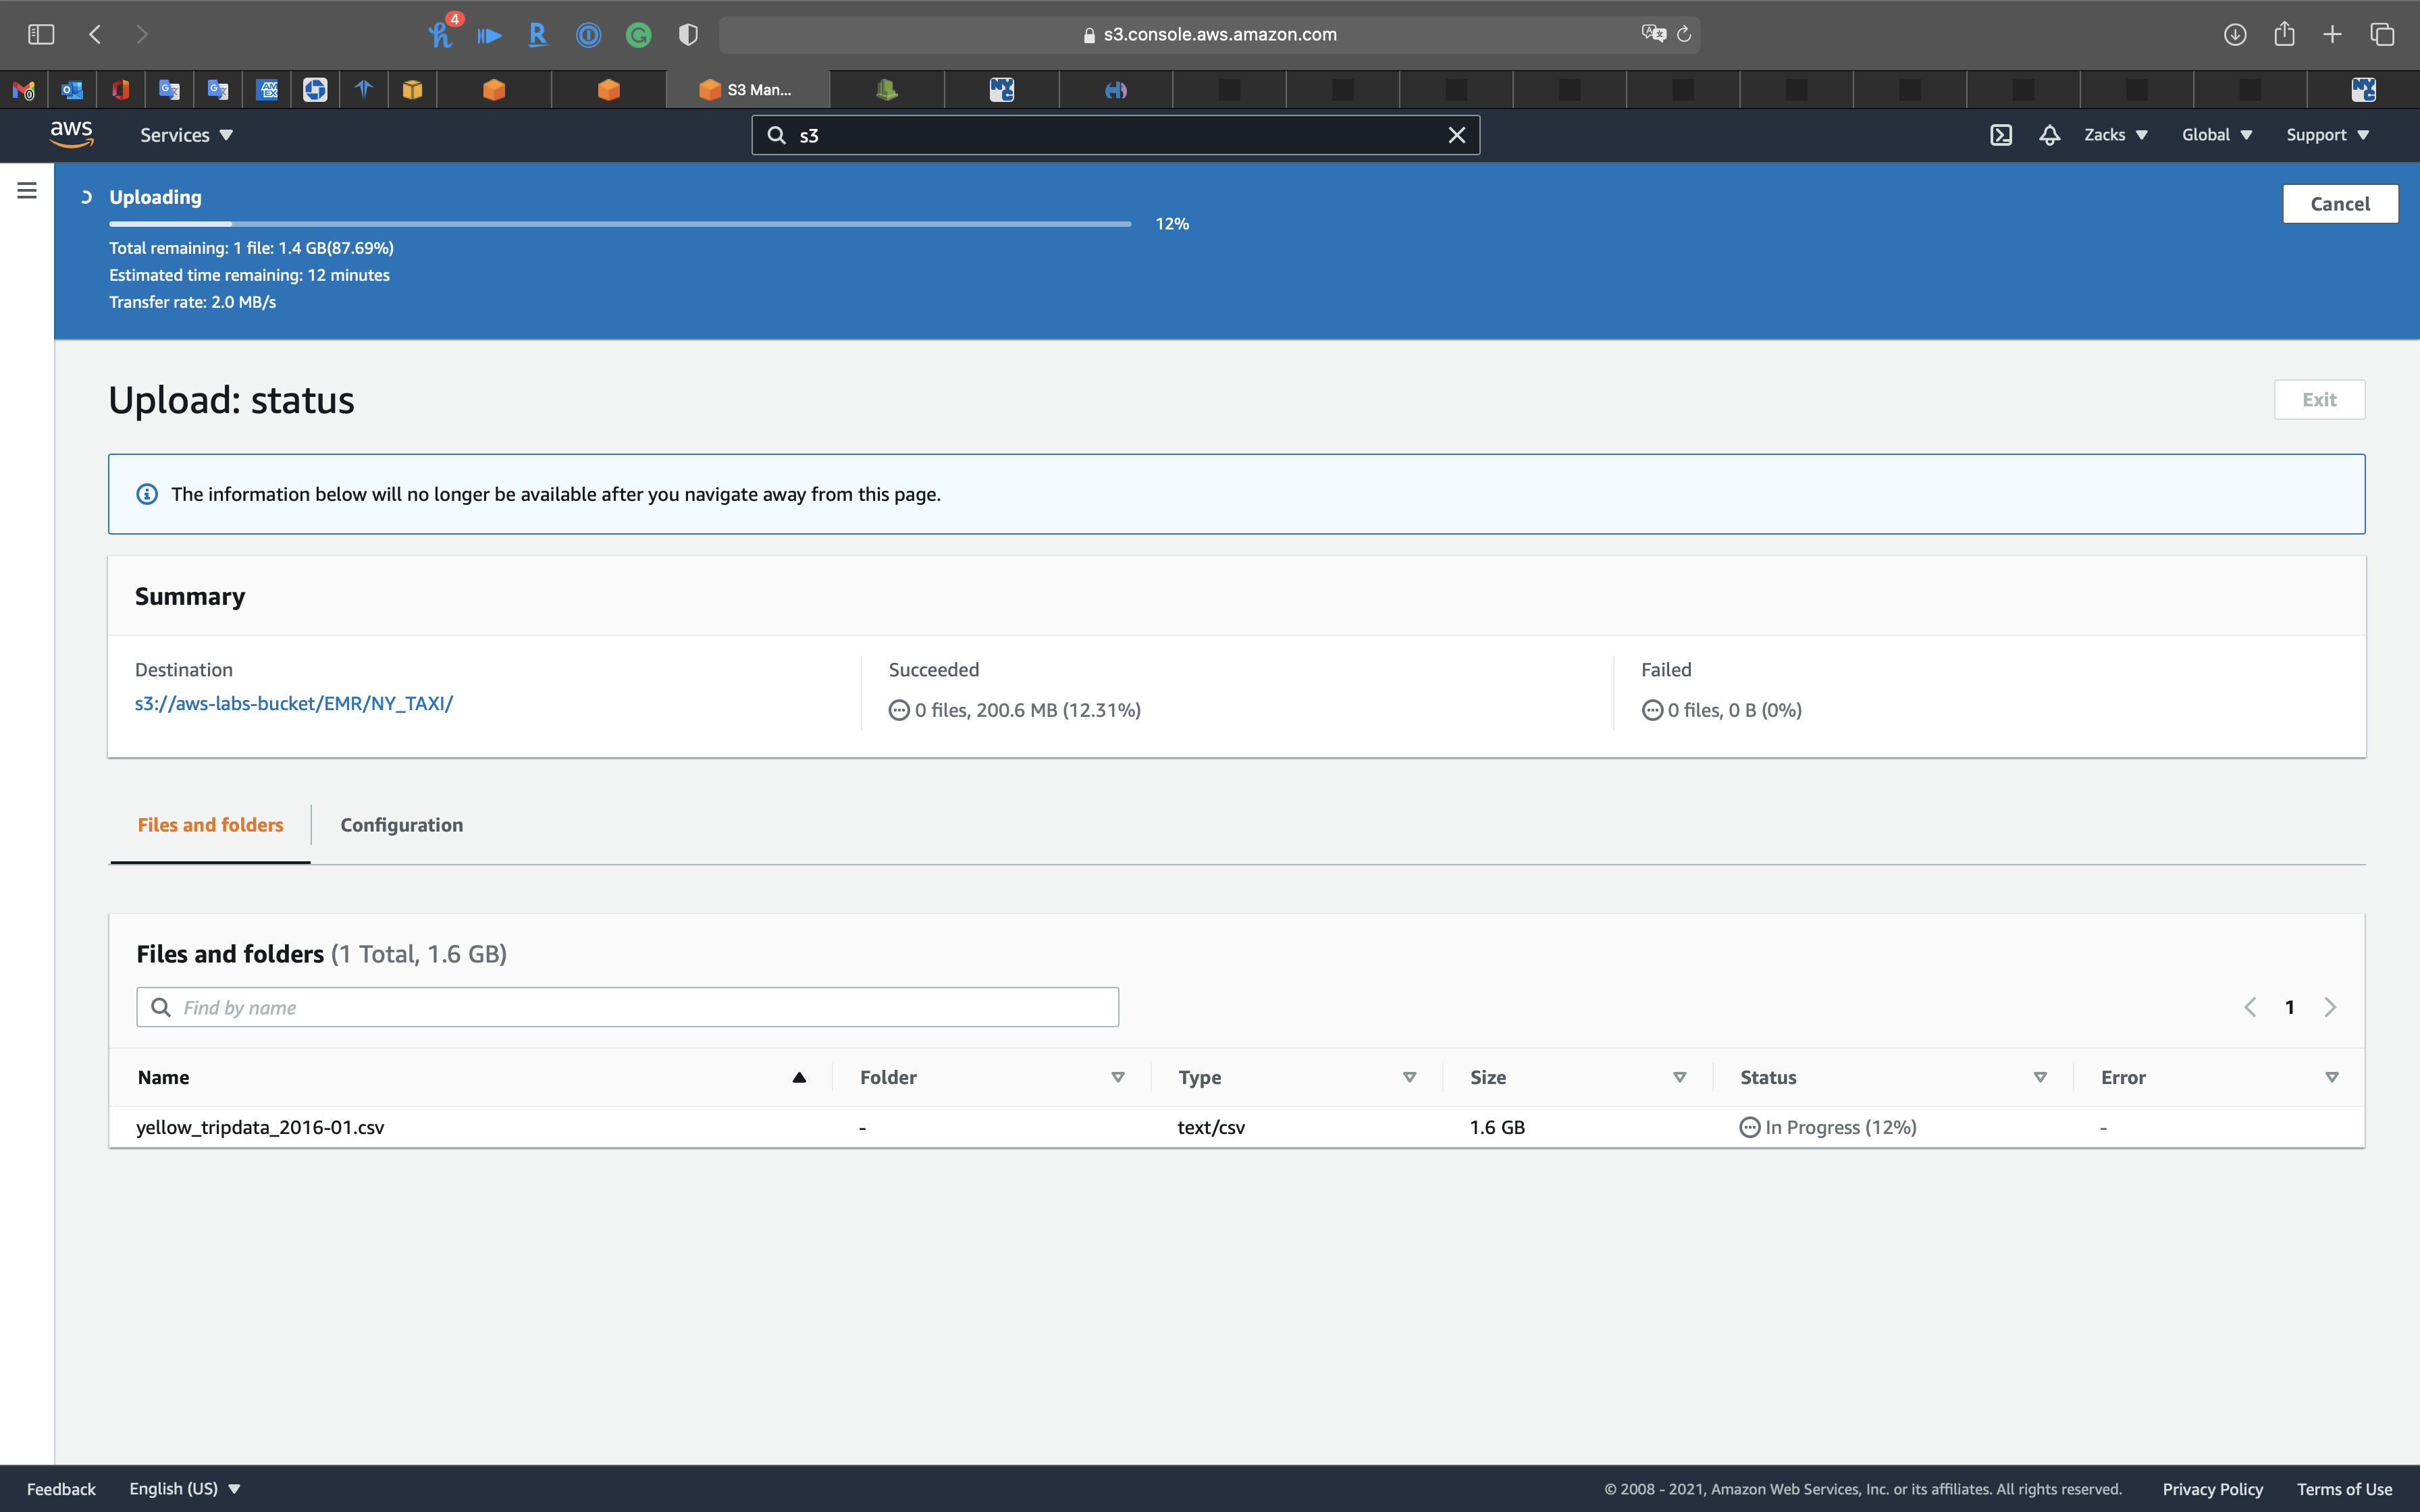 4
s3.console.aws.amazon.com
S3 Man...
aws
Services
s3
Zacks
Global
Support
Uploading
12%
Cancel
Total remaining: 1 file: 1.4 GB(87.69%)
Estimated time remaining: 12 minutes
Transfer rate: 2.0 MB/s
Upload: status
Exit
The information below will no longer be available after you navigate away from this page.
Summary
Destination
s3://aws-labs-bucket/EMR/NY_TAXI/
Succeeded
0 files, 200.6 MB (12.31%)
Failed
0 files, 0 B (0%)
Files and folders
Configuration
Files and folders (1 Total, 1.6 GB)
Find by name
1
Name Folder Type Size Status Error
yellow_tripdata_2016-01.csv - text/csv 1.6 GB In Progress (12%) -
Feedback
English (US)
© 2008 - 2021, Amazon Web Services, Inc. or its affiliates. All rights reserved.
Privacy Policy
Terms of Use